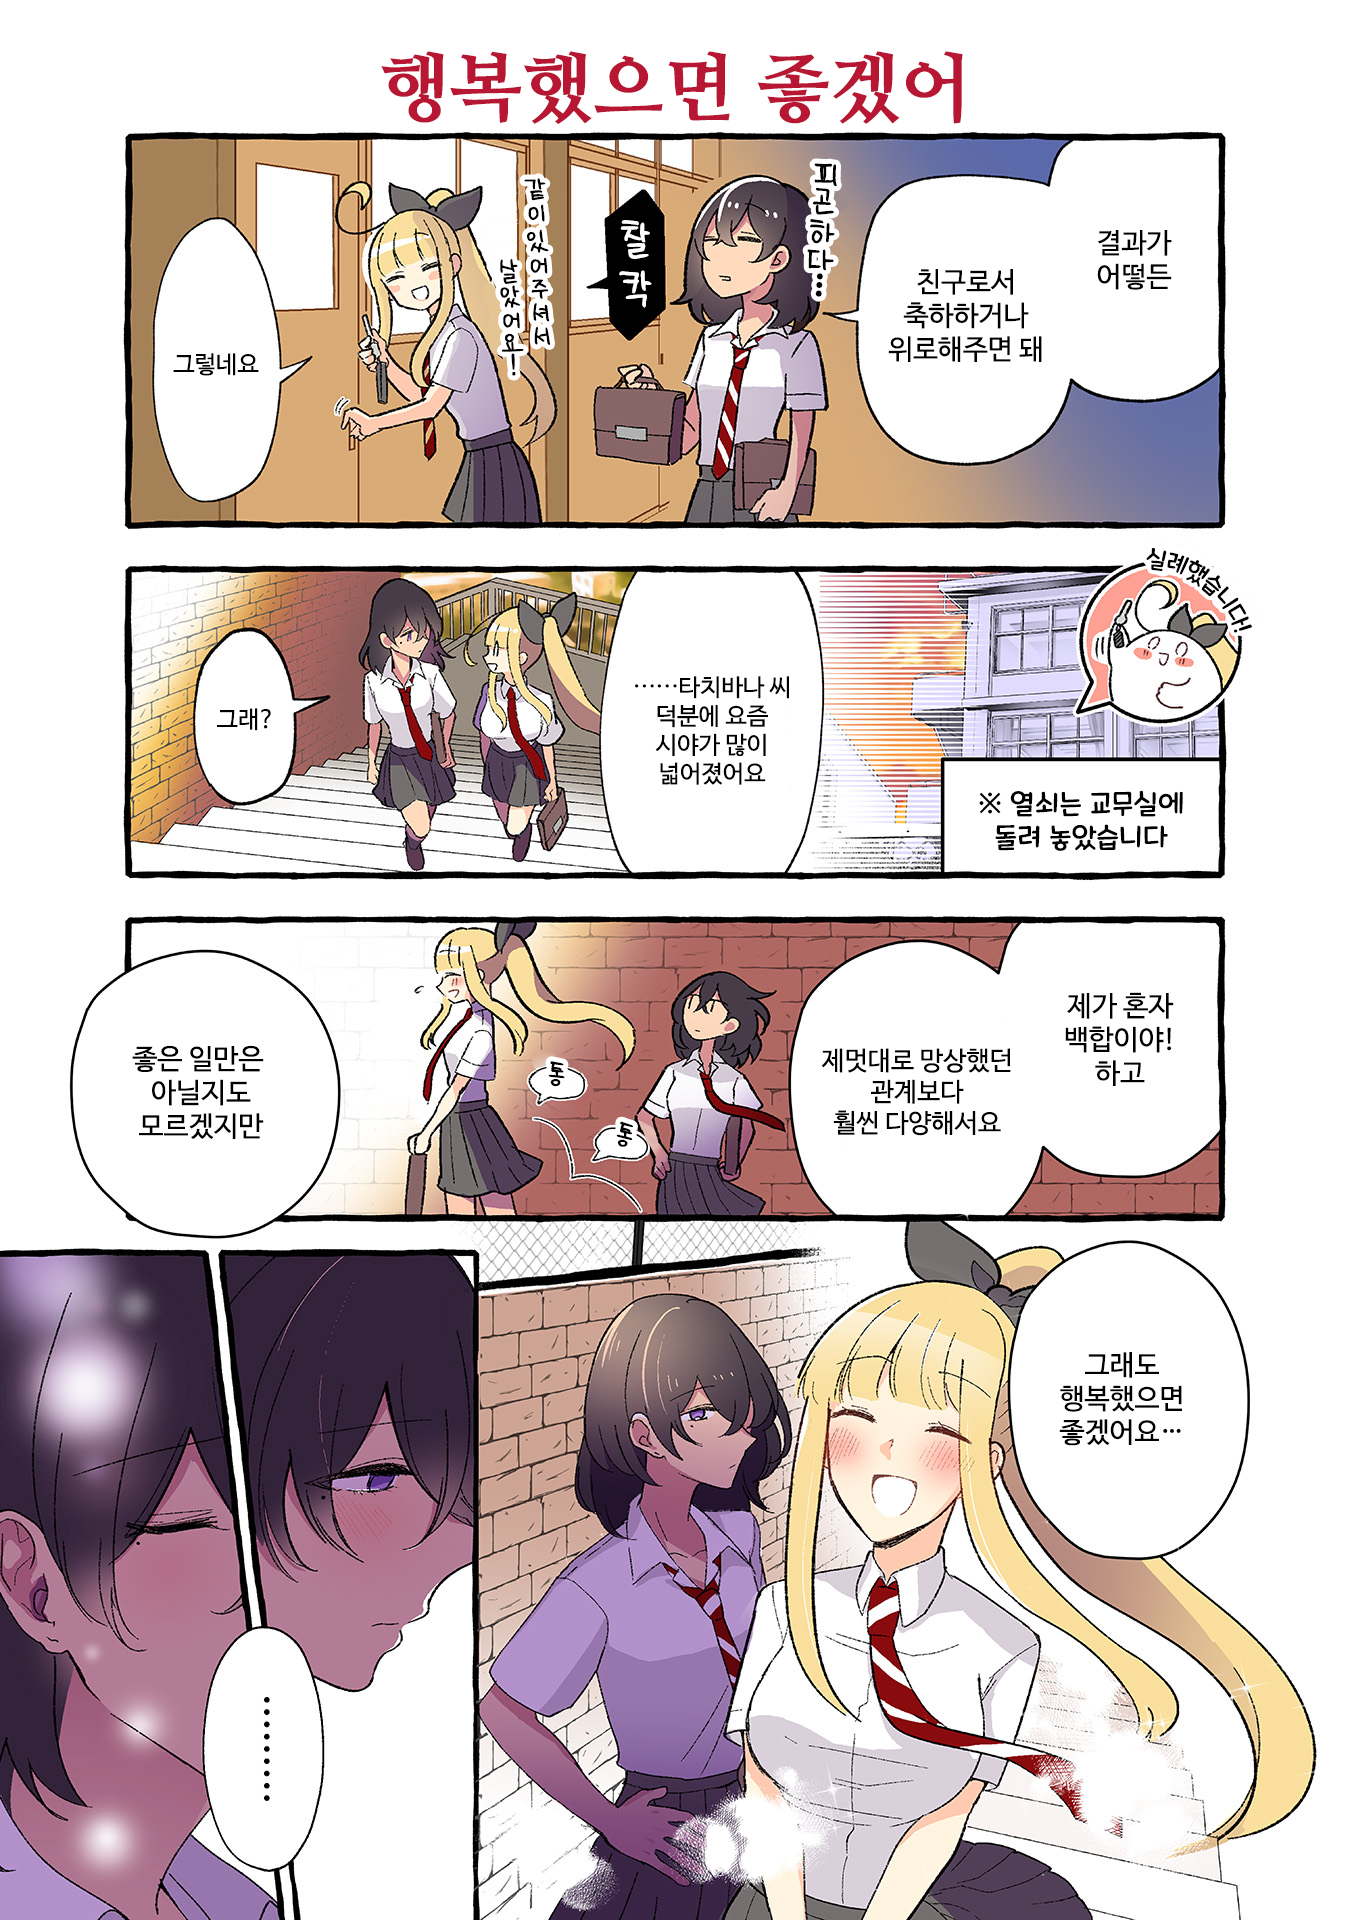 행복했으면 좋겠어
결과가
어떻든
친구로서
축하하거나
위로해주면 돼
피곤하다…
찰칵
같이 있어주셔서
살았어요!
그렇네요
실례했습니다!
※ 열쇠는 교무실에
돌려 놓았습니다
……타치바나 씨
덕분에 요즘
시야가 많이
넓어졌어요
그래?
제가 혼자
백합이야!
하고
제멋대로 망상했던
관계보다
훨씬 다양해서요
통
통
좋은 일만은
아닐지도
모르겠지만
그래도
행복했으면
좋겠어요…
………